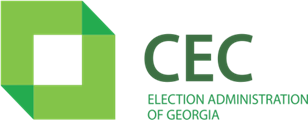 CEC
ELECTION ADMINISTRATION
OF GEORGIA